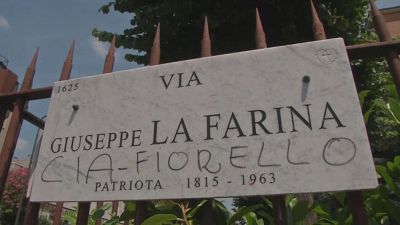 1625
VIA
GIUSEPPE LA FARINA
CIA-FIORELLO
PATRIOTA 1815 - 1963